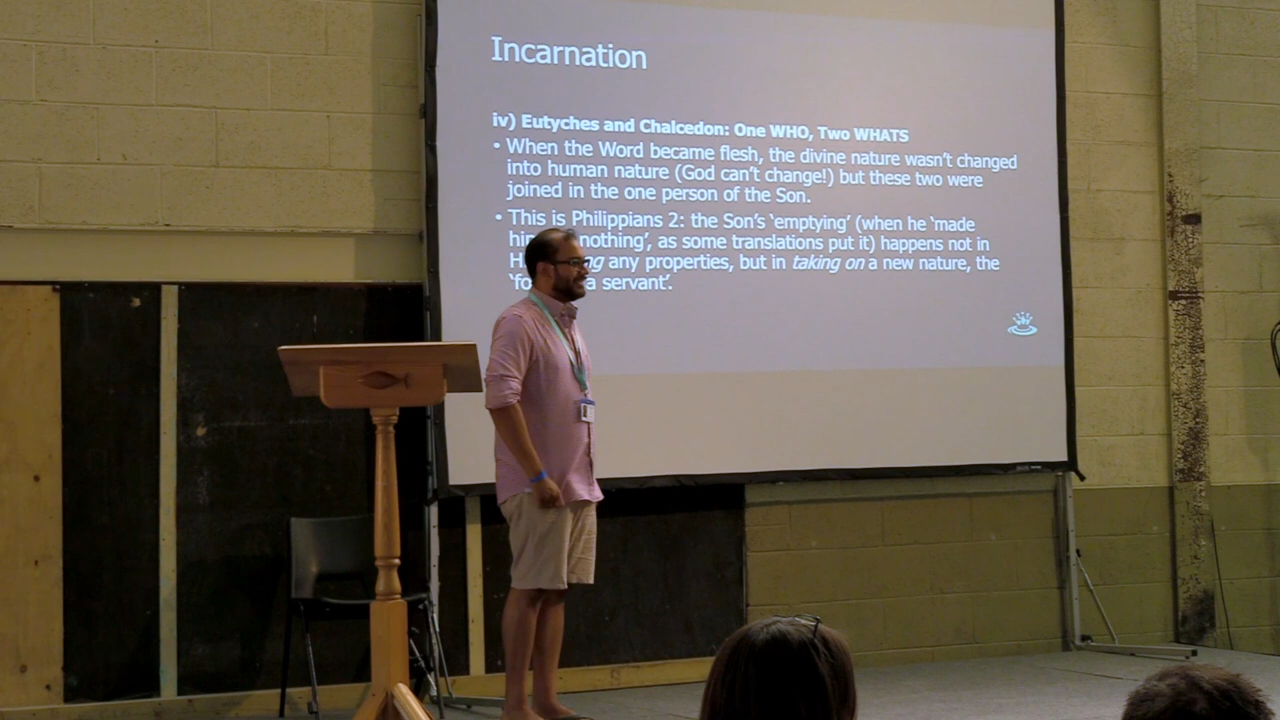 Incarnation
iv) Eutyches and Chalcedon: One WHO, Two WHATS
• When the Word became flesh, the divine nature wasn't changed
into human nature (God can't change!) but these two were
joined in the one person of the Son.
• This is Philippians 2: the Son's 'emptying' (when he 'made
nothing', as some translations put it) happens not in
any properties, but in taking on a new nature, the
a servant'.